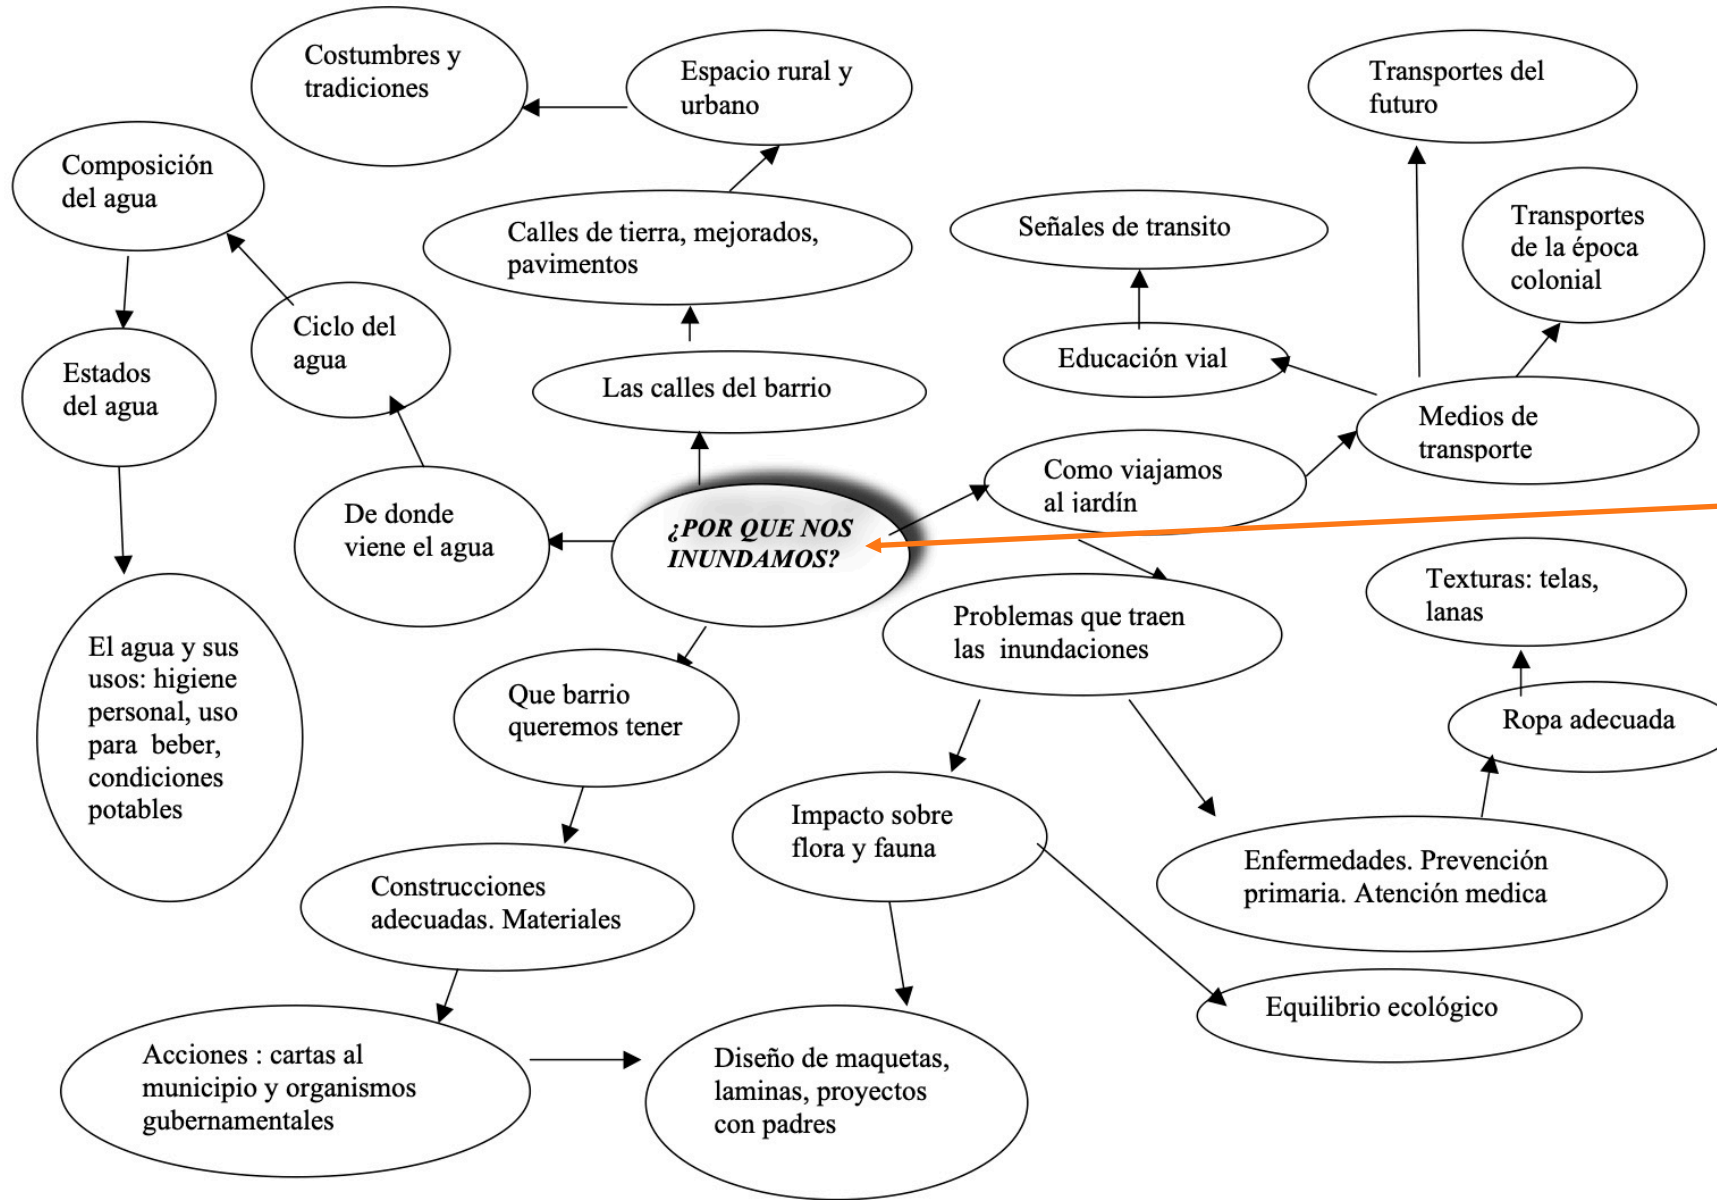 Costumbres y
tradiciones
Espacio rural y
urbano
Transportes del
futuro
Composición
del agua
Calles de tierra, mejorados,
pavimentos
Señales de transito
Transportes
de la época
colonial
Ciclo del
agua
Educación vial
Estados
del agua
Las calles del barrio
Medios de
transporte
Como viajamos
al jardín
De donde
viene el agua
¿POR QUE NOS
INUNDAMOS?
Texturas: telas,
lanas
Problemas que traen
las inundaciones
El agua y sus
usos: higiene
personal, uso
para beber,
condiciones
potables
Que barrio
queremos tener
Ropa adecuada
Impacto sobre
flora y fauna
Enfermedades. Prevención
primaria. Atención medica
Construcciones
adecuadas. Materiales
Equilibrio ecológico
Acciones : cartas al
municipio y organismos
gubernamentales
Diseño de maquetas,
laminas, proyectos
con padres